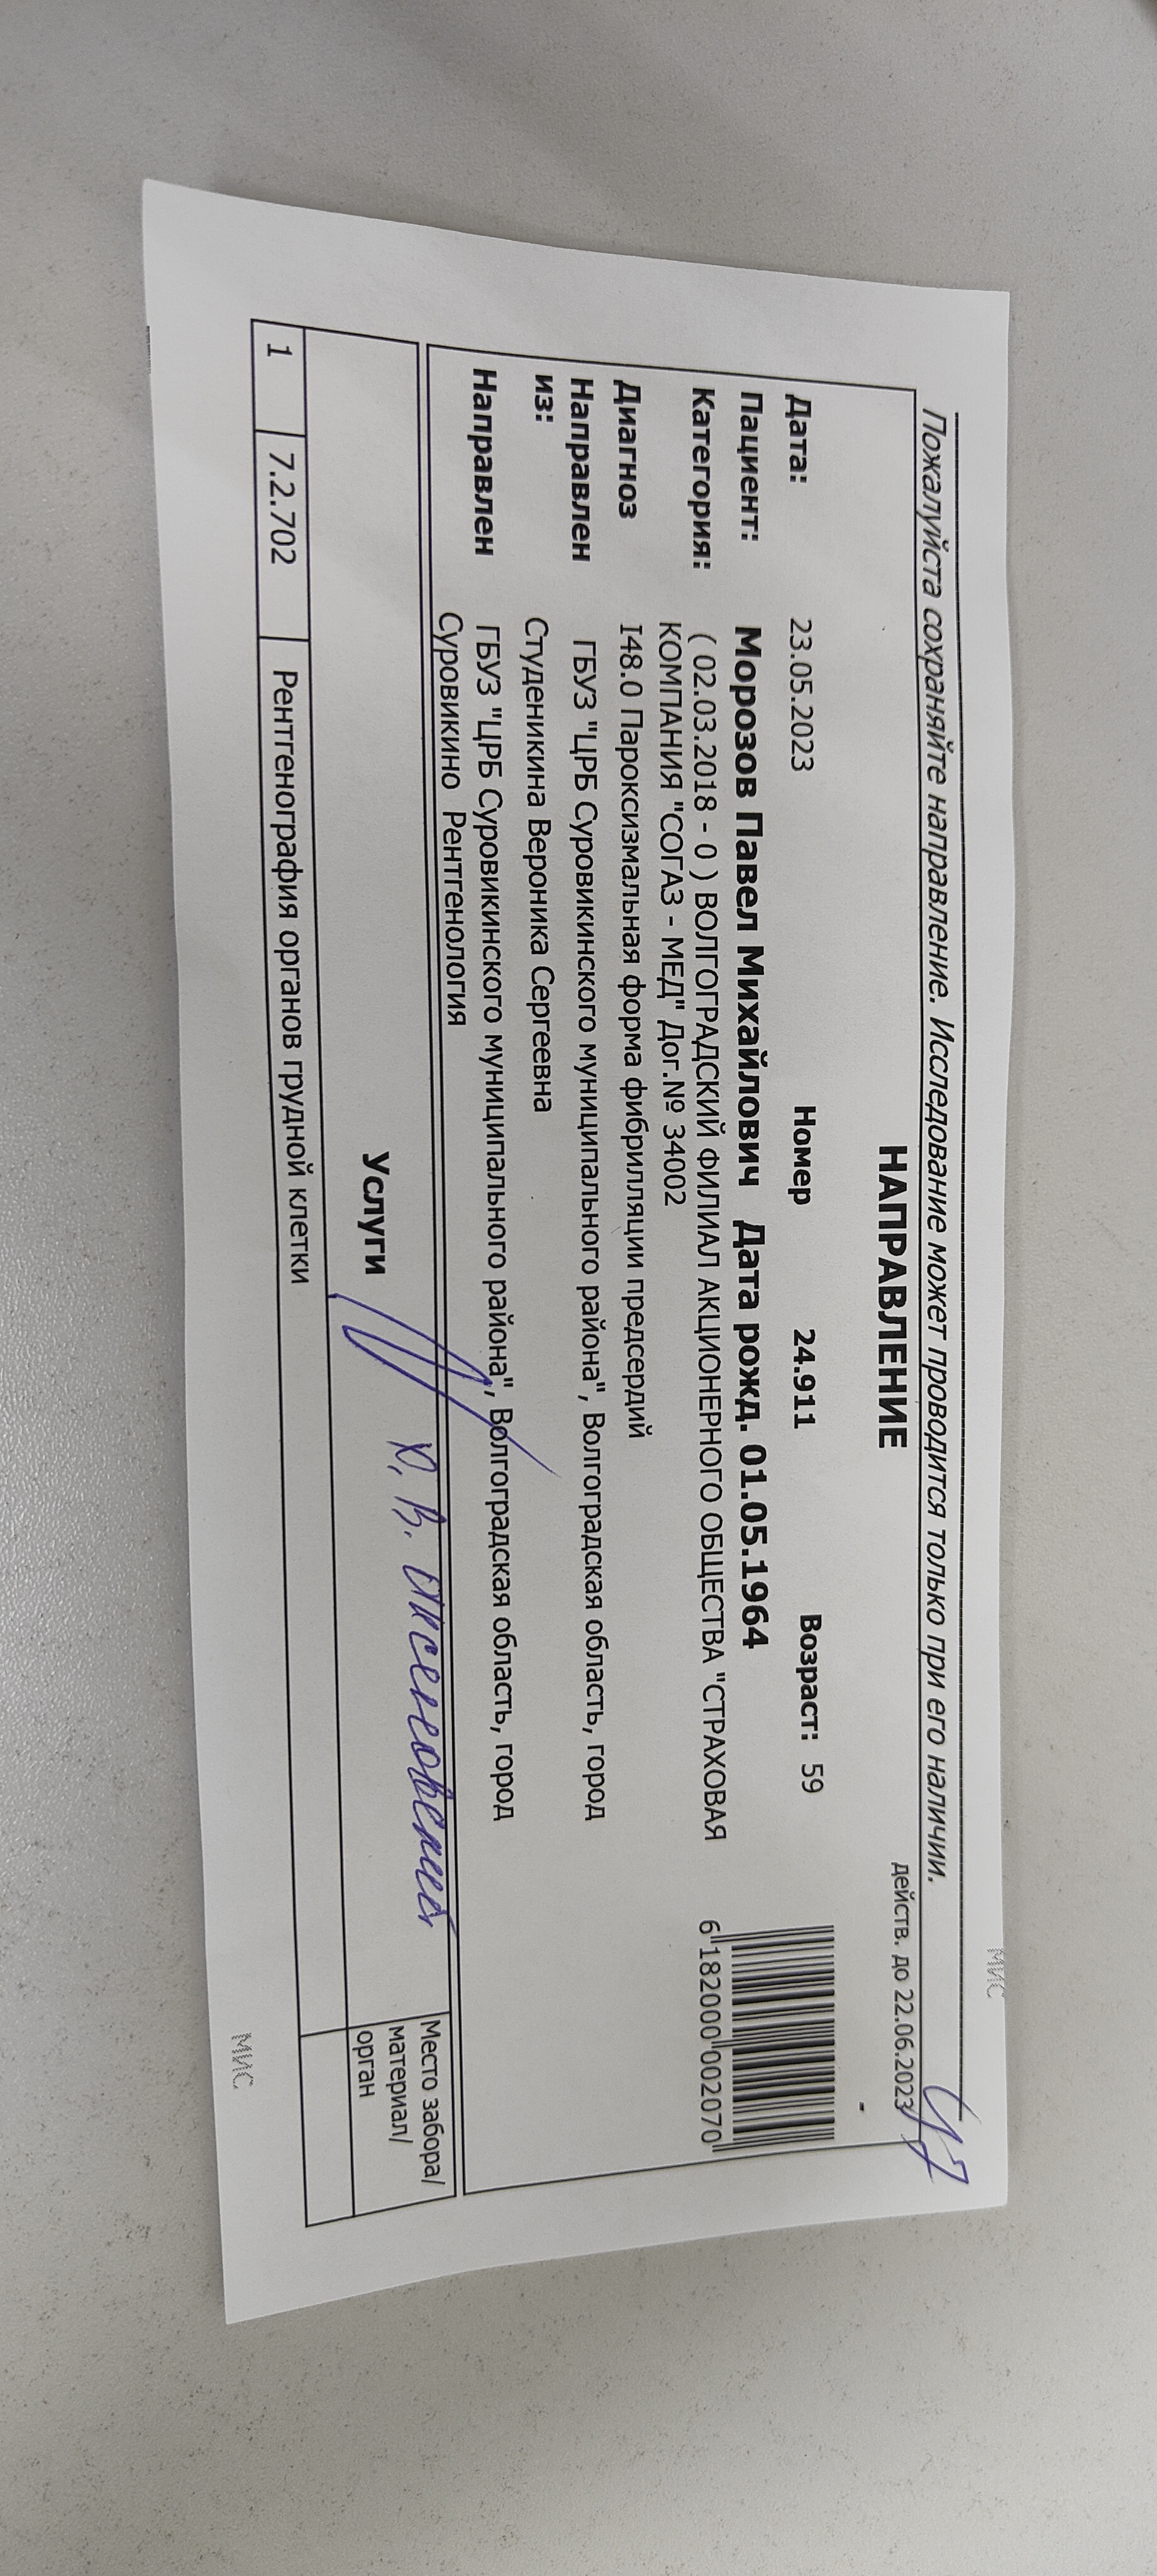 МИС
Пожалуйста сохраняйте направление. Исследование может проводится только при его наличии.
НАПРАВЛЕНИЕ
действ. до 22.06.2023
Дата: 23.05.2023 Номер 24.911 Возраст: 59
Пациент: Морозов Павел Михайлович Дата рожд. 01.05.1964
Категория: ( 02.03.2018 - 0 ) ВОЛГОГРАДСКИЙ ФИЛИАЛ АКЦИОНЕРНОГО ОБЩЕСТВА "СТРАХОВАЯ
КОМПАНИЯ "СОГАЗ - МЕД" Дог.№ 34002
6 182000 002070
Диагноз I48.0 Пароксизмальная форма фибрилляции предсердий
Направлен ГБУЗ "ЦРБ Суровикинского муниципального района", Волгоградская область, город
из: Студеникина Вероника Сергеевна
Направлен ГБУЗ "ЦРБ Суровикинского муниципального района", Волгоградская область, город
Суровикино Рентгенология
В. Аксеновский
Услуги
Место забора/
материал/
орган
1 7.2.702 Рентгенография органов грудной клетки
МИС